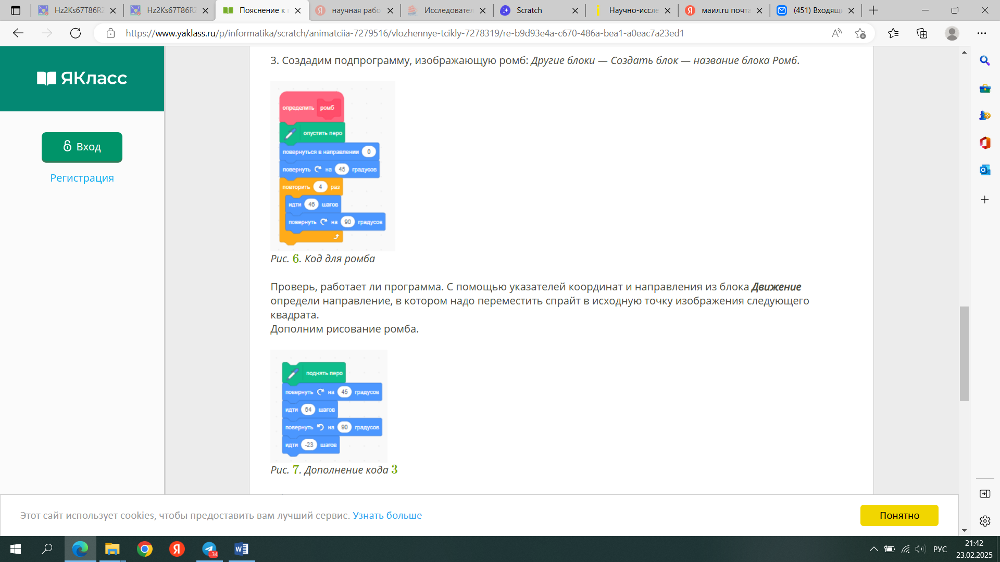 Hz2Ks67T86RZ
Hz2Ks67T86RZ
Пояснение к
научная рабо
Исследовател
Scratch
Научно-иссле
маил.ru почта
(451) Входящи
https://www.yaklass.ru/p/informatika/scratch/animatciia-7279516/vlozhennye-tcikly-7278319/re-b9d93e4a-c670-486a-bea1-a0eac7a23ed1
ЯКласс
Вход
Регистрация
3. Создадим подпрограмму, изображающую ромб: Другие блоки — Создать блок — название блока Ромб.
определить ромб
опустить перо
повернуться в направлении 0
повернуть на 45 градусов
повторить 4 раз
идти 46 шагов
повернуть на 90 градусов
Рис. 6. Код для ромба
Проверь, работает ли программа. С помощью указателей координат и направления из блока Движение
определи направление, в котором надо переместить спрайт в исходную точку изображения следующего
квадрата.
Дополним рисование ромба.
поднять перо
повернуть на 45 градусов
идти 64 шагов
повернуть на 90 градусов
идти -23 шагов
Рис. 7. Дополнение кода 3
Этот сайт использует cookies, чтобы предоставить вам лучший сервис. Узнать больше
Понятно
34
РУС
21:42
23.02.2025